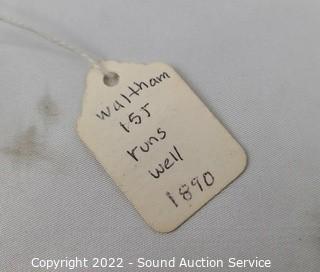 Waltham
15J
runs
well
1890
Copyright 2022 - Sound Auction Service